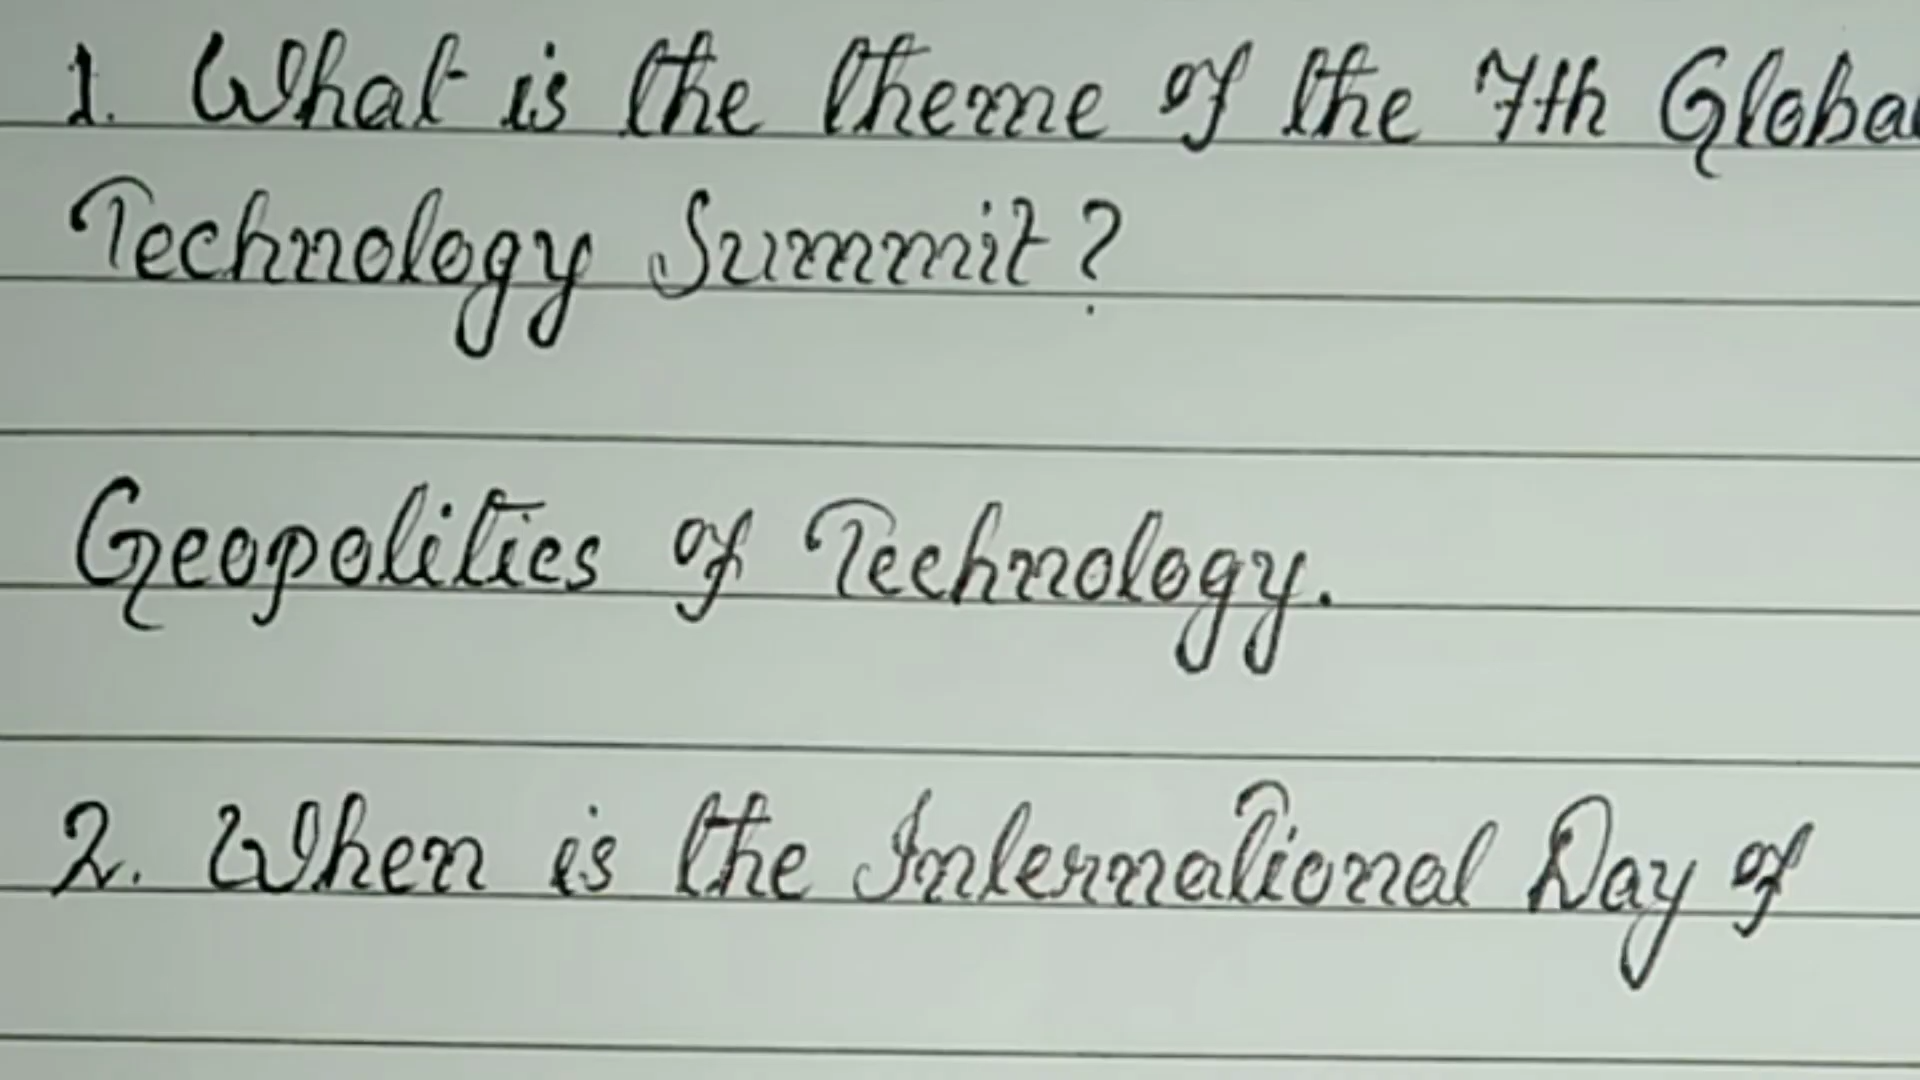 1. What is the theme of the 7th Global
Technology Summit?
Geopolitics of Technology.
2. When is the International Day of